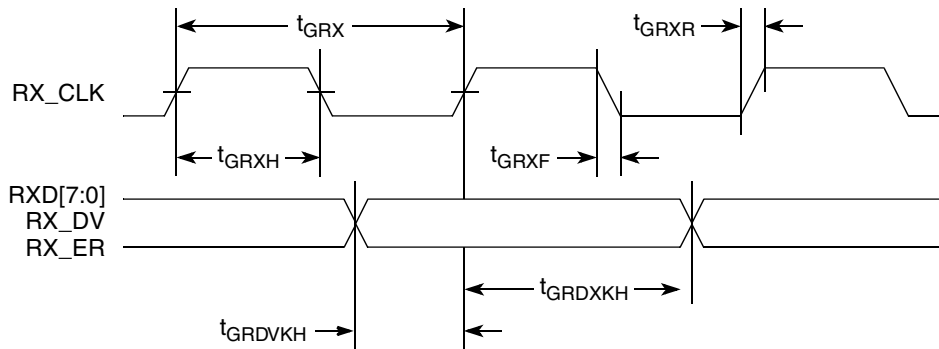 tGRX
tGRXR
RX_CLK
tGRXH
tGRXF
RXD[7:0]
RX_DV
RX_ER
tGRDXKH
tGRDVKH